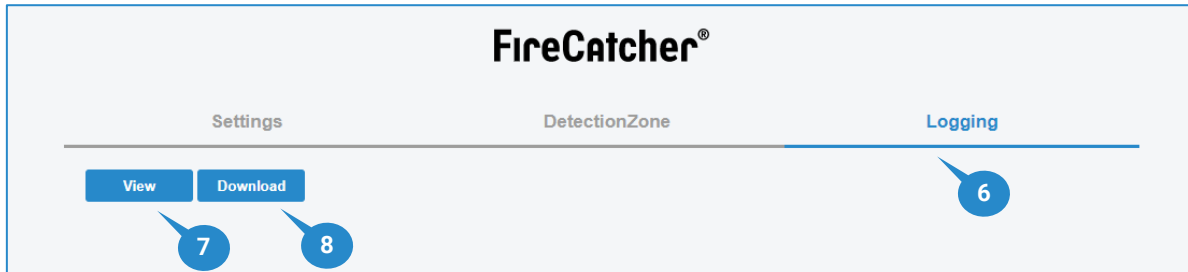 FireCatcher®
Settings DetectionZone Logging
View Download
6
7 8